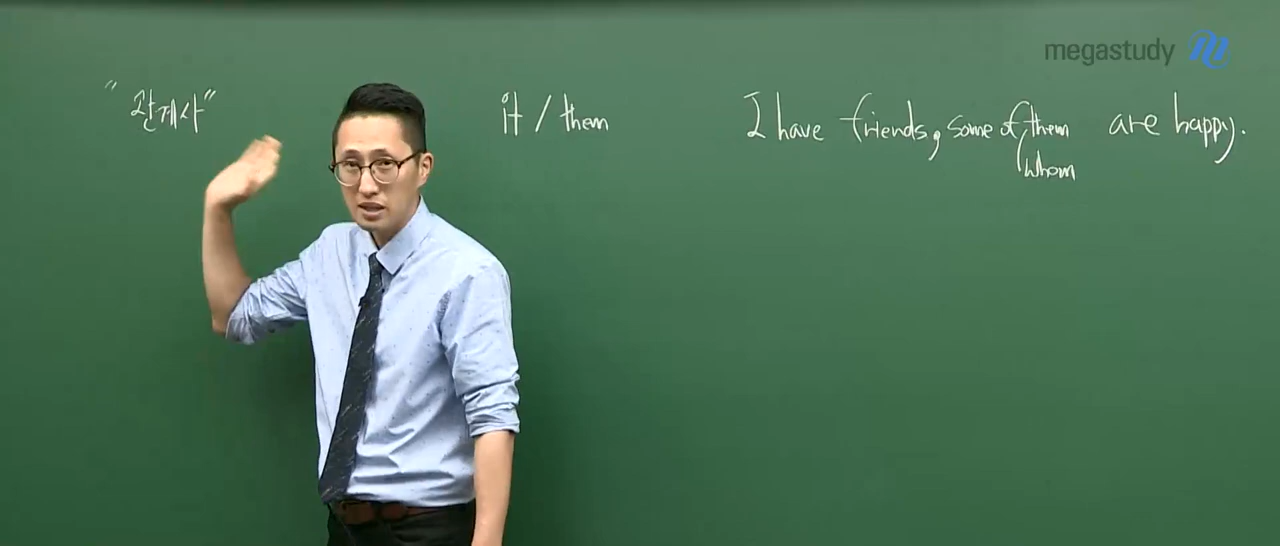 megastudy
"관계사"
it / them
I have friends, some of them are happy.
whom